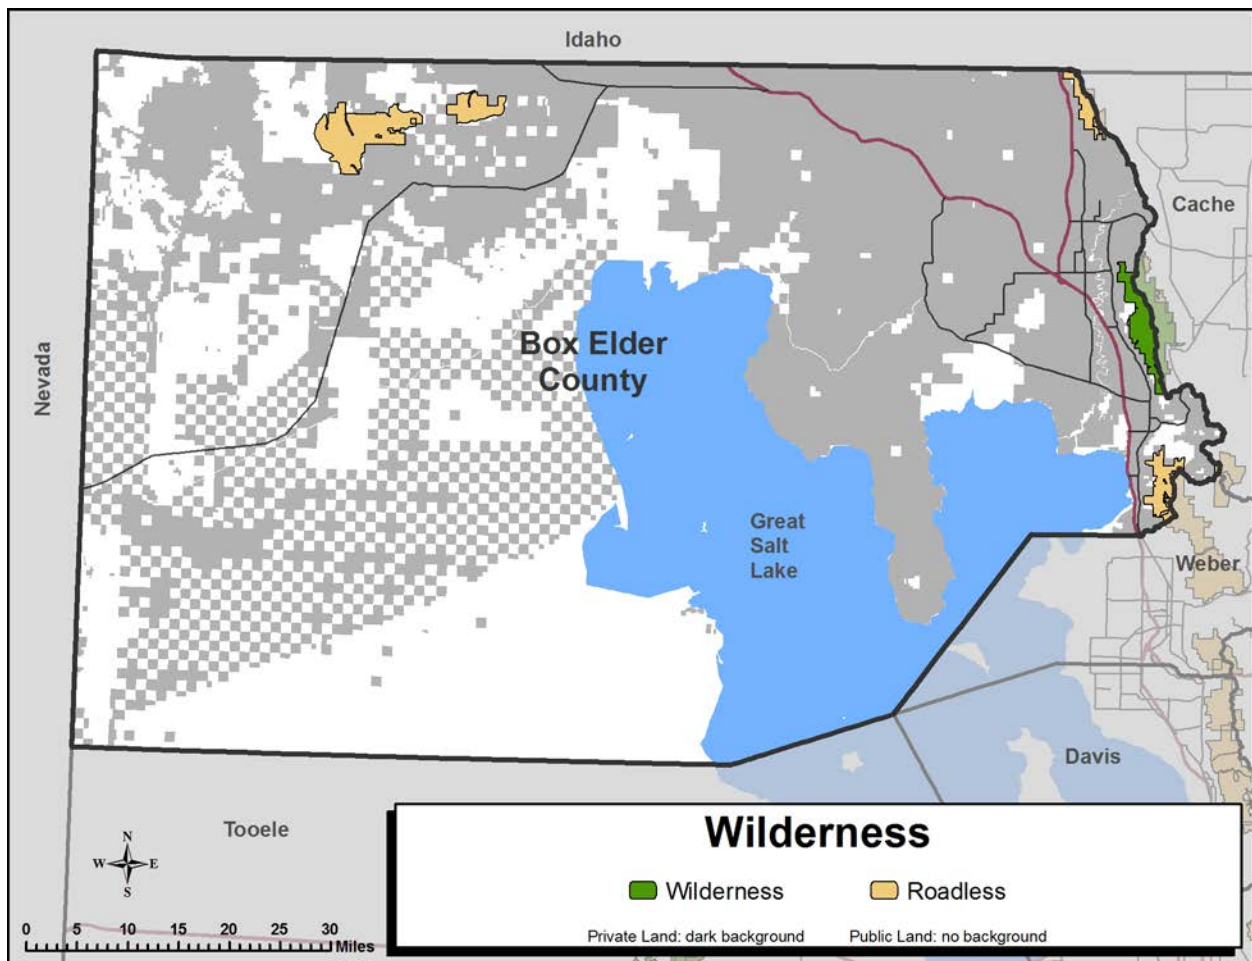 Idaho
Cache
Nevada
Box Elder
County
Great
Salt
Lake
Weber
Davis
Tooele
N
W E
S
0 5 10 15 20 25 30
Miles
Wilderness
Wilderness Roadless
Private Land: dark background Public Land: no background